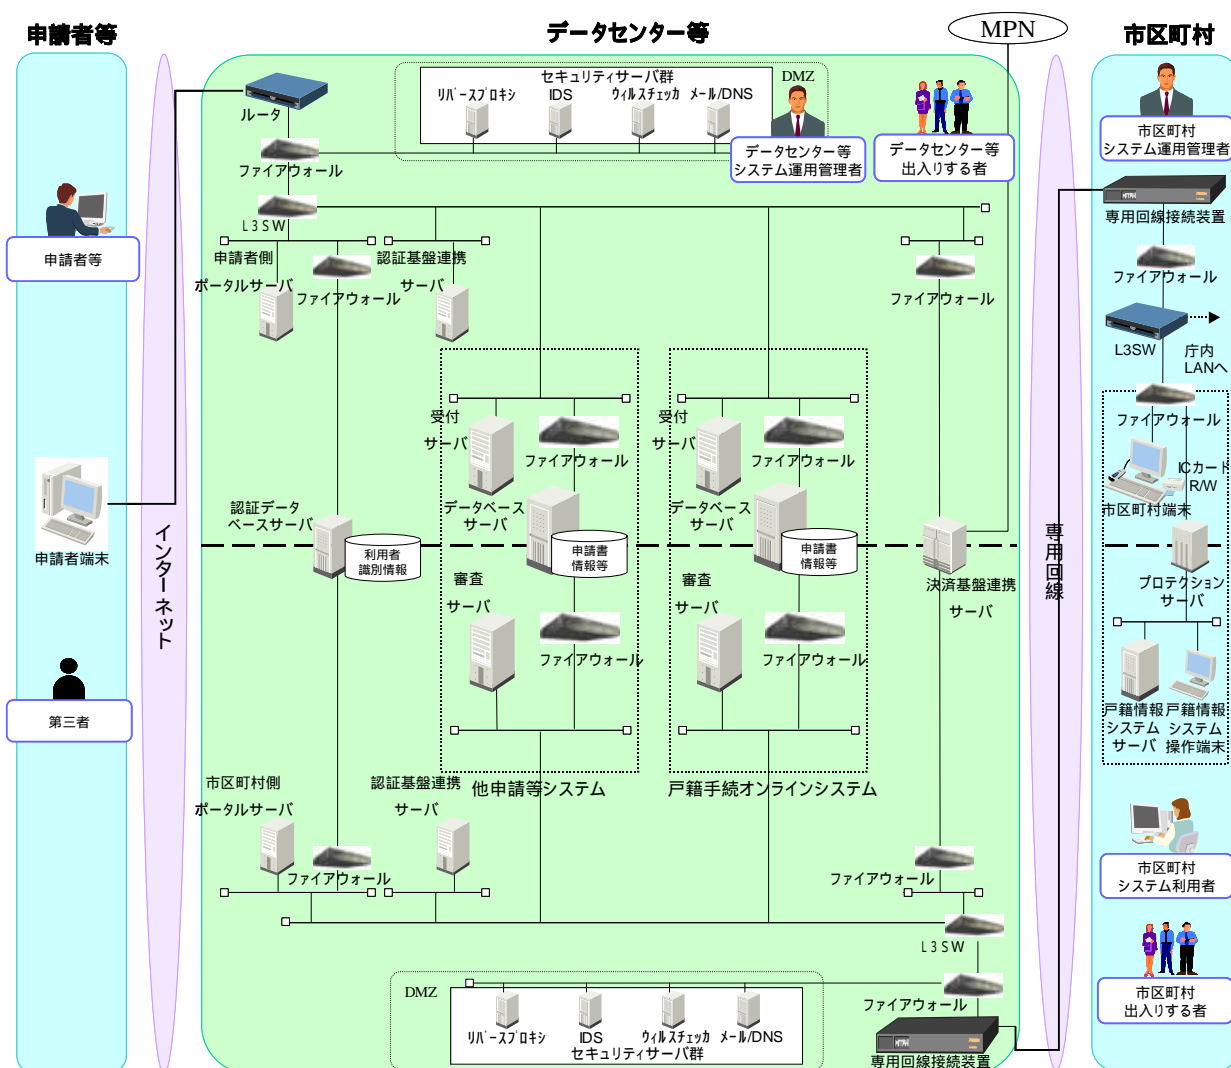 申請者等
データセンター等
MPN
市区町村
セキュリティサーバ群
DMZ
リバースプロキシ
IDS
ウィルスチェッカ
メール/DNS
ルータ
ファイアウォール
データセンター等
システム運用管理者
データセンター等
出入りする者
市区町村
システム運用管理者
専用回線接続装置
L3SW
申請者等
申請者側
ポータルサーバ
ファイアウォール
認証基盤連携
サーバ
ファイアウォール
ファイアウォール
L3SW
庁内
LANへ
受付
サーバ
ファイアウォール
受付
サーバ
ファイアウォール
ファイアウォール
ICカード
R/W
市区町村端末
認証データ
ベースサーバ
データベース
サーバ
データベース
サーバ
申請者端末
インターネット
利用者
識別情報
申請書
情報等
申請書
情報等
専用回線
審査
サーバ
ファイアウォール
審査
サーバ
ファイアウォール
決済基盤連携
サーバ
プロテクション
サーバ
第三者
戸籍情報
システム
サーバ
戸籍情報
システム
操作端末
市区町村側
ポータルサーバ
認証基盤連携
サーバ
他申請等システム
戸籍手続オンラインシステム
ファイアウォール
ファイアウォール
市区町村
システム利用者
L3SW
DMZ
ファイアウォール
市区町村
出入りする者
リバースプロキシ
IDS
ウィルスチェッカ
メール/DNS
セキュリティサーバ群
専用回線接続装置